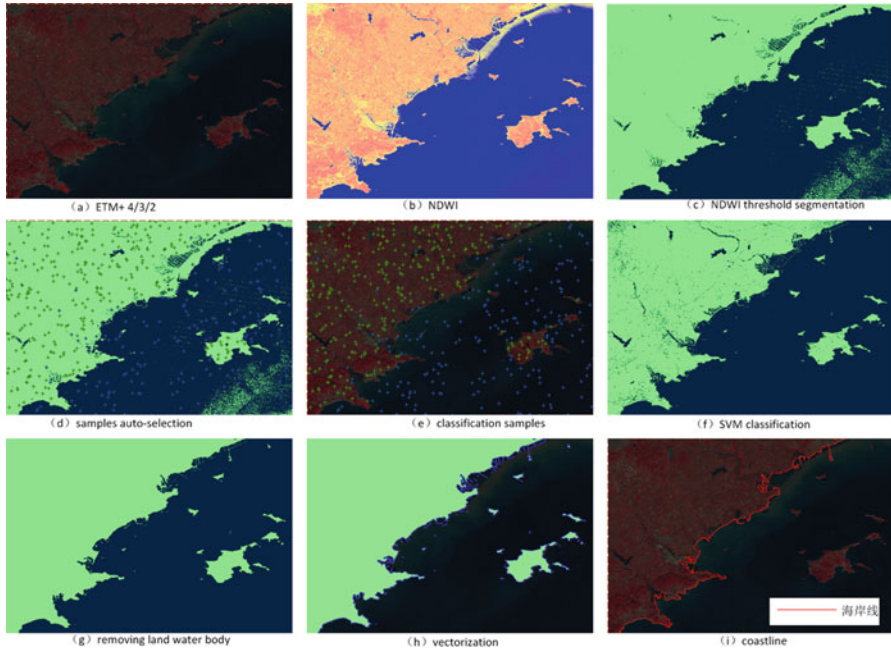 （a）ETM+ 4/3/2
（b）NDWI
（c）NDWI threshold segmentation
（d）samples auto-selection
（e）classification samples
（f）SVM classification
（g）removing land water body
（h）vectorization
（i）coastline
海岸线